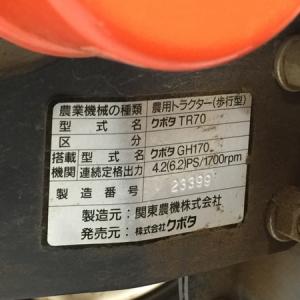 農業機械の種類 農用トラクター(歩行型)
型式名 クボタ TR70
区分
搭載機関 型式名 クボタ GH170
連続定格出力 4.2(6.2)PS/1700rpm
製造番号 23399
製造元:関東農機株式会社
発売元:株式会社クボタ